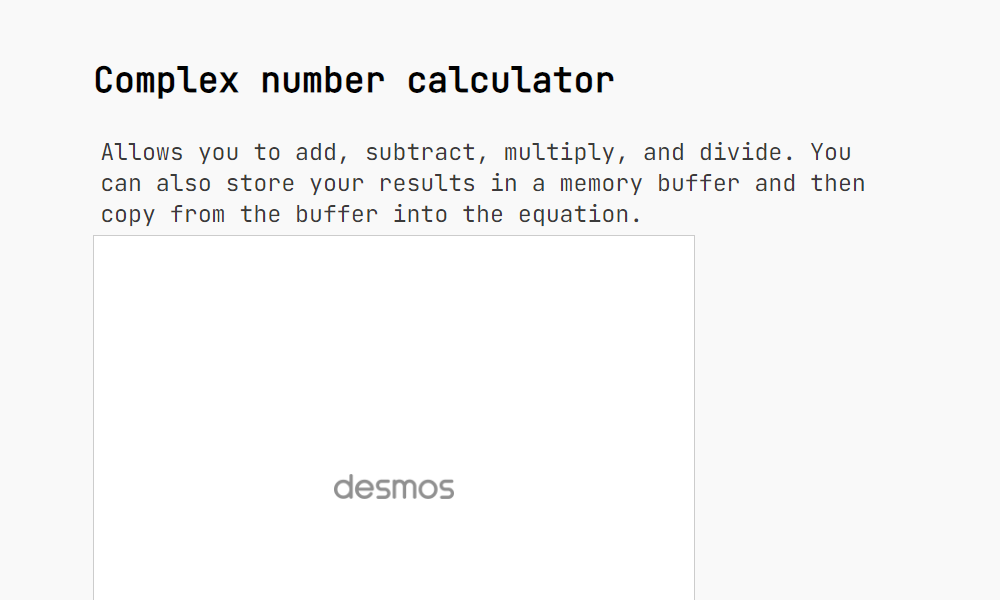 Complex number calculator
Allows you to add, subtract, multiply, and divide. You
can also store your results in a memory buffer and then
copy from the buffer into the equation.
desmos